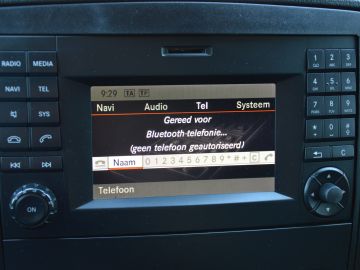 RADIO MEDIA
NAVI TEL
SYS
ON
9:29 TA TP
Navi Audio Tel Systeem
Gereed voor
Bluetooth-telefonie...
(geen telefoon geautoriseerd)
Naam 0 1 2 3 4 5 6 7 8 9 * # + C
Telefoon
1 2 3
4 5 6
7 8 9
* 0 #
C